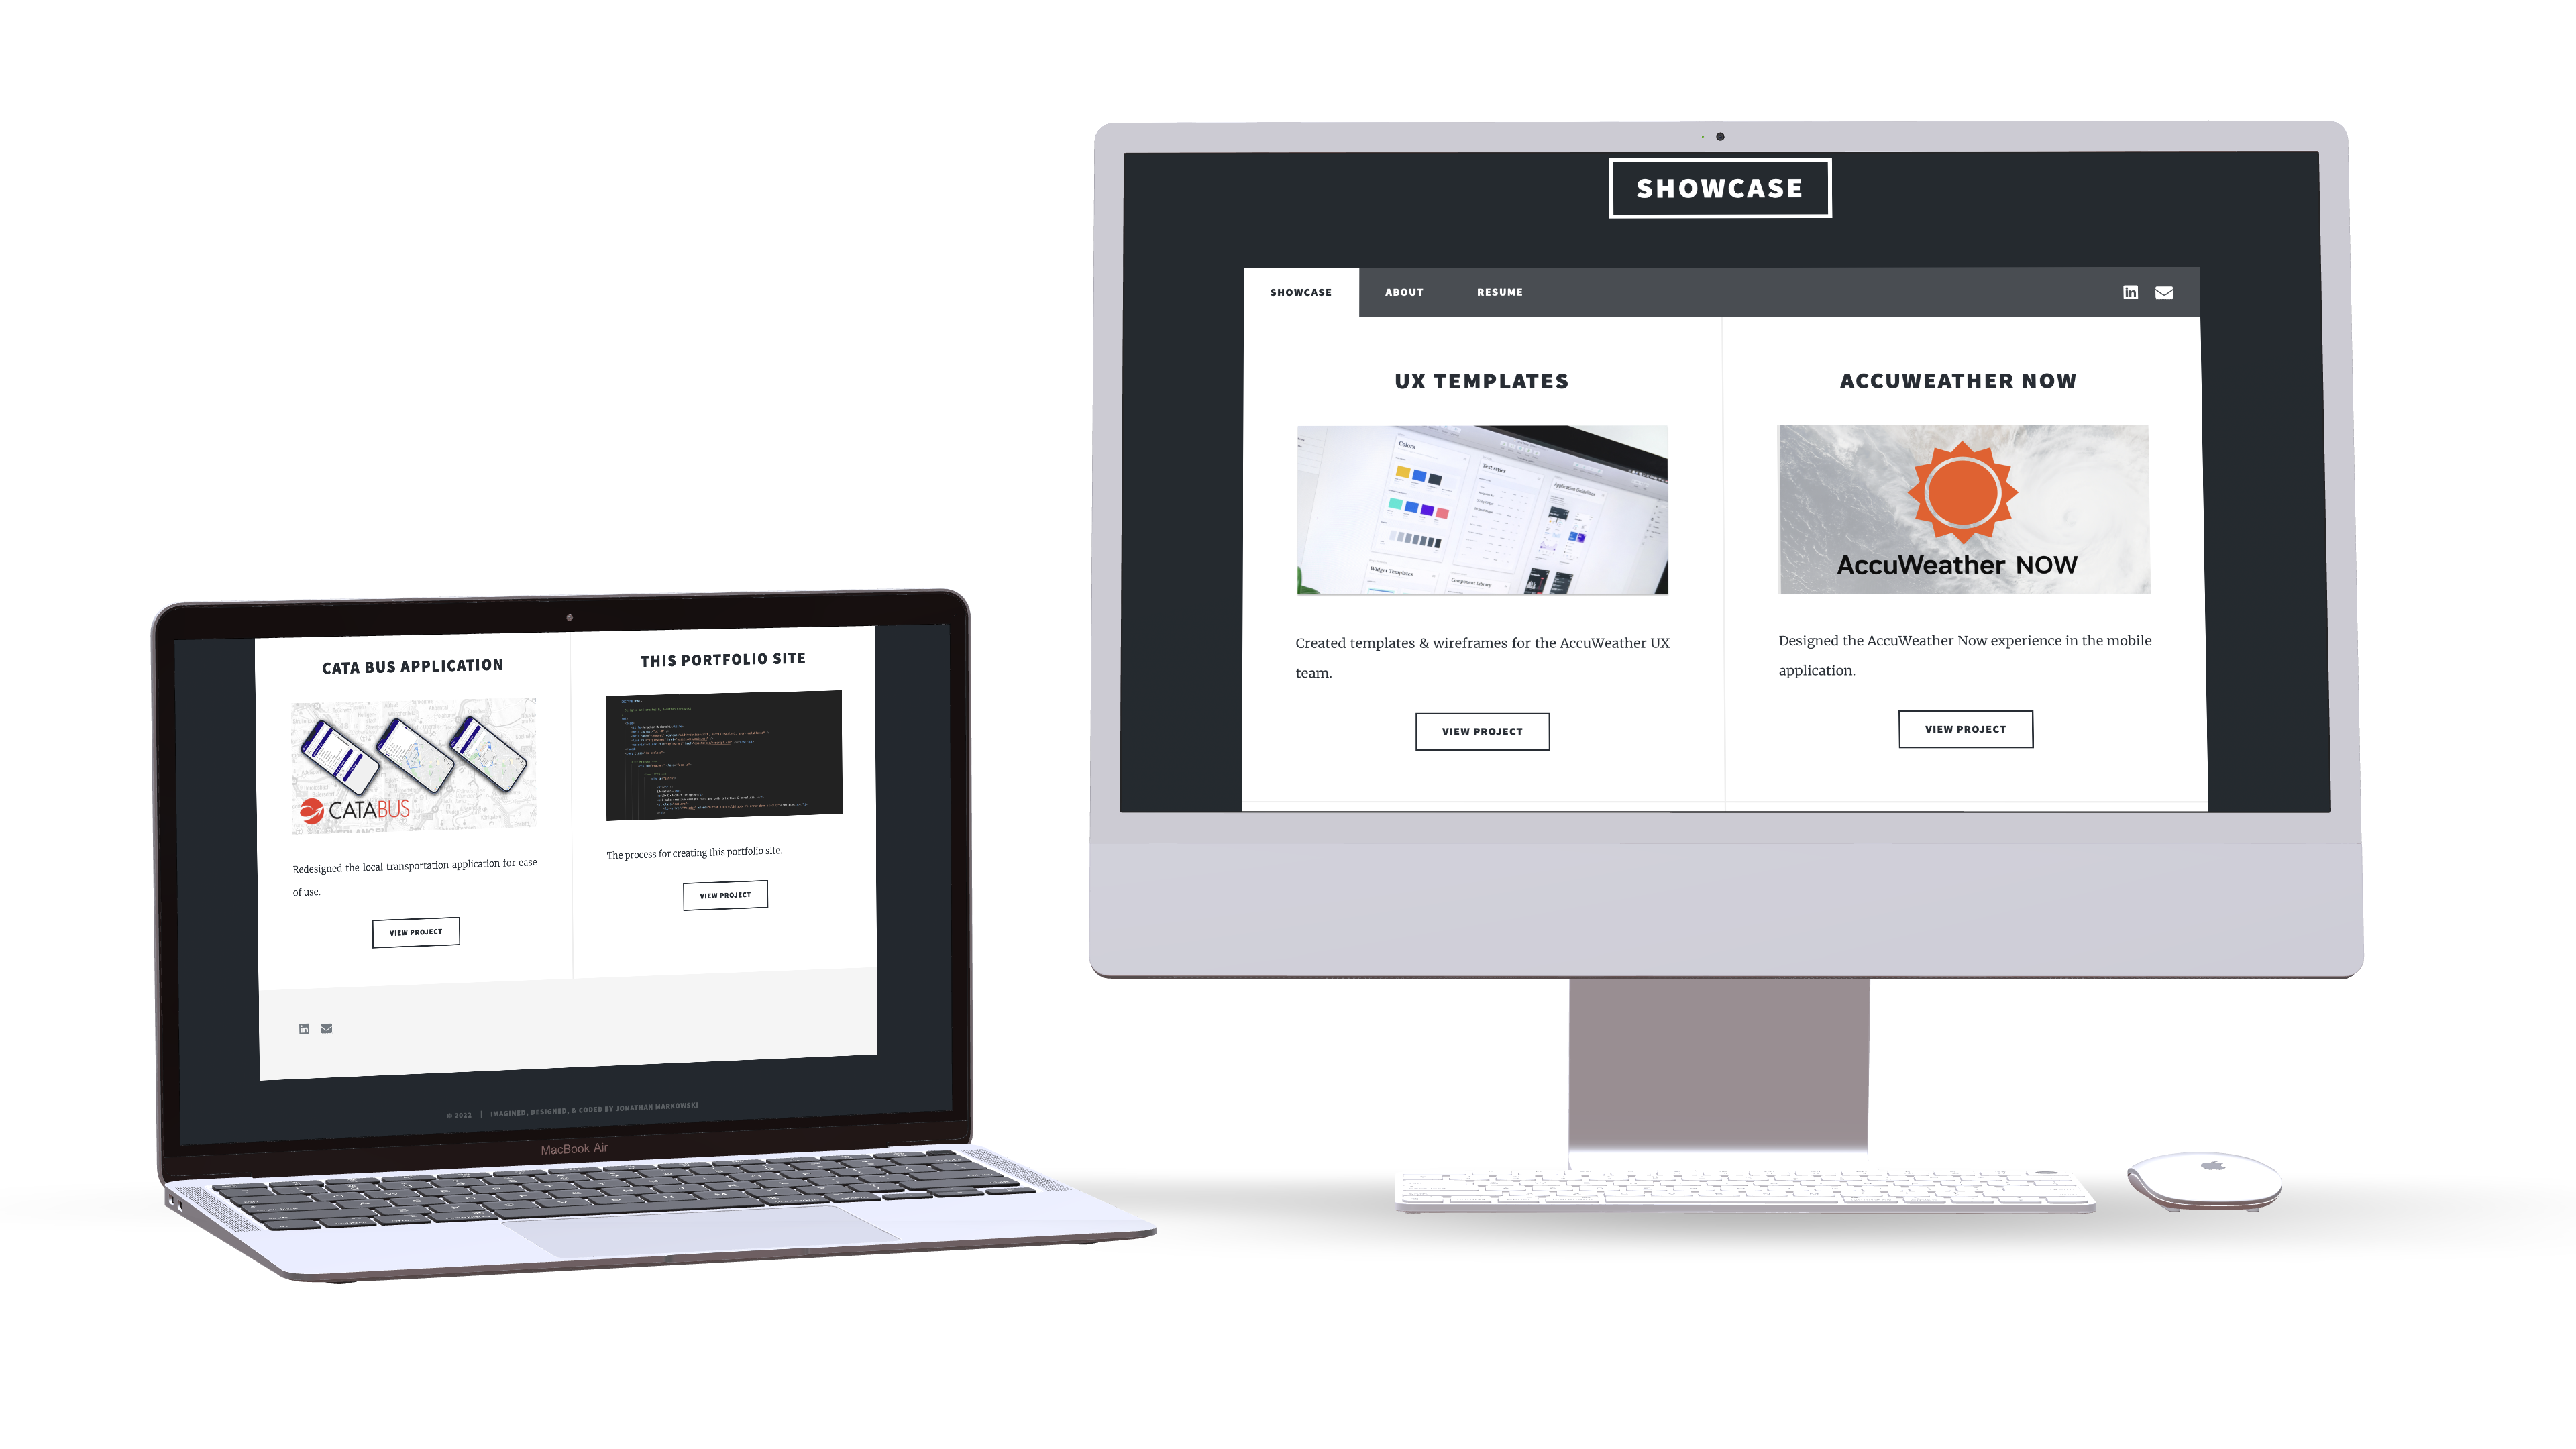 SHOWCASE
SHOWCASE ABOUT RESUME
UX TEMPLATES
Colors
Text styles
Application Guidelines
Widget Templates
Component Library
Created templates & wireframes for the AccuWeather UX
team.
VIEW PROJECT
ACCUWEATHER NOW
AccuWeather NOW
Designed the AccuWeather Now experience in the mobile
application.
VIEW PROJECT
CATA BUS APPLICATION
CATABUS
Redesigned the local transportation application for ease
of use.
VIEW PROJECT
THIS PORTFOLIO SITE
The process for creating this portfolio site.
VIEW PROJECT
IMAGINED, DESIGNED, & CODED BY JONATHAN MARKOWSKI
MacBook Air